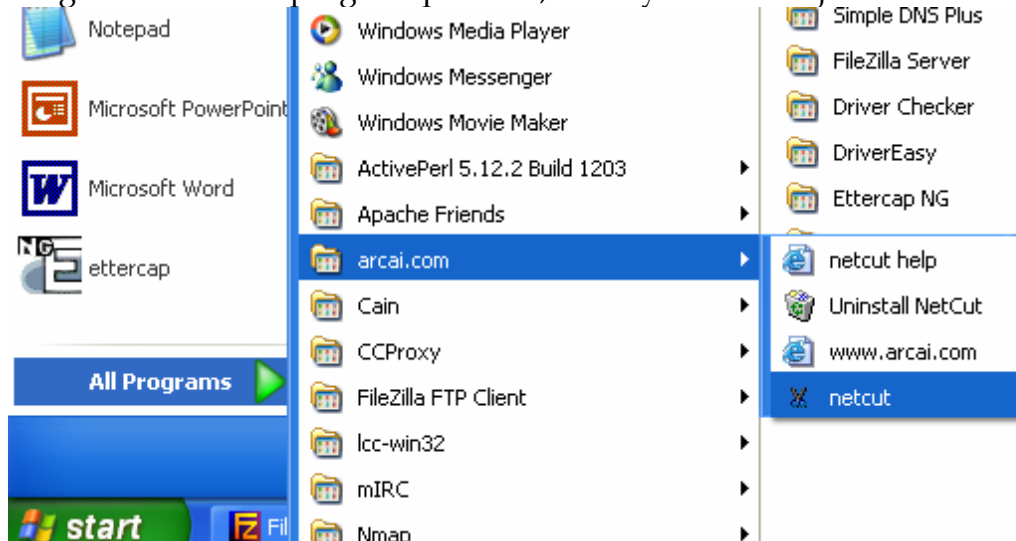 Notepad
Microsoft PowerPoint
Microsoft Word
NG
ettercap
All Programs
start
Windows Media Player
Windows Messenger
Windows Movie Maker
ActivePerl 5.12.2 Build 1203
Apache Friends
arcai.com
Cain
CCProxy
FileZilla FTP Client
lcc-win32
mIRC
Nmap
Simple DNS Plus
FileZilla Server
Driver Checker
DriverEasy
Ettercap NG
netcut help
Uninstall NetCut
www.arcai.com
netcut